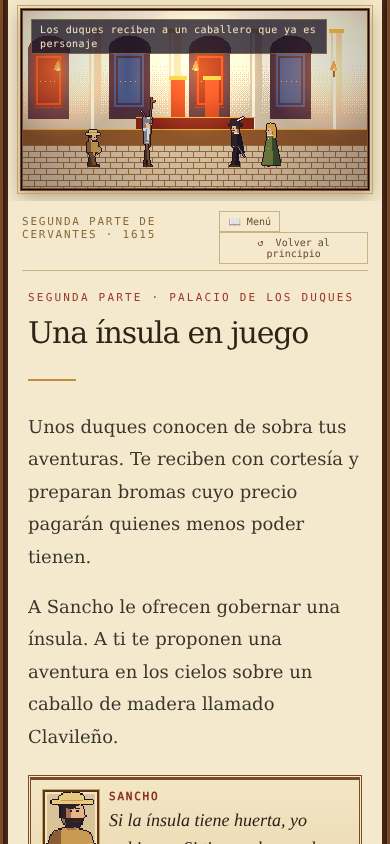 Los duques reciben a un caballero que ya es
personaje
SEGUNDA PARTE DE
CERVANTES · 1615
📖 Menú
↺ Volver al
principio
SEGUNDA PARTE · PALACIO DE LOS DUQUES
Una ínsula en juego
Unos duques conocen de sobra tus
aventuras. Te reciben con cortesía y
preparan bromas cuyo precio
pagarán quienes menos poder
tienen.
A Sancho le ofrecen gobernar una
ínsula. A ti te proponen una
aventura en los cielos sobre un
caballo de madera llamado
Clavileño.
SANCHO
Si la ínsula tiene huerta, yo